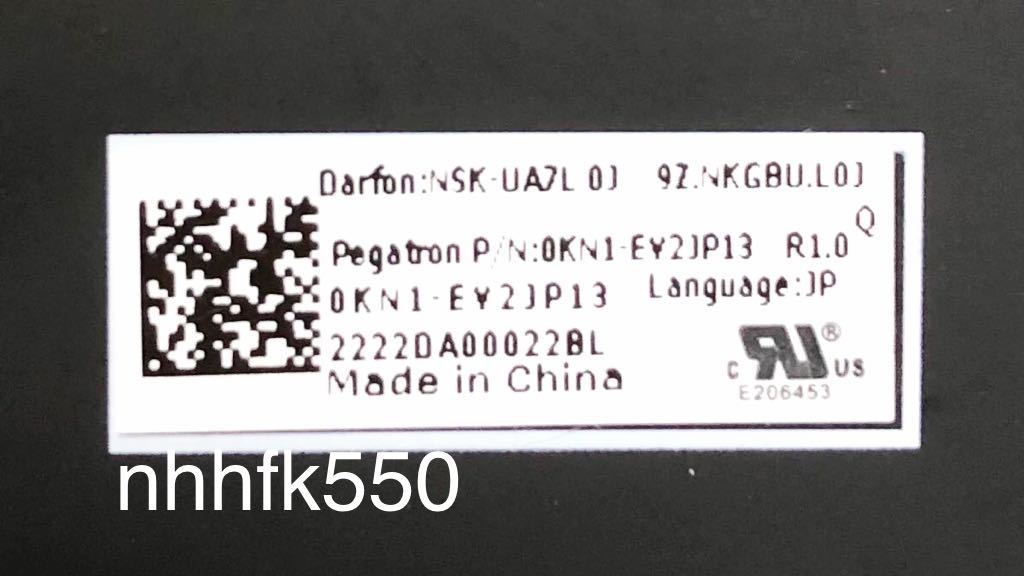 Darfon:NSK-UA7L 0J 9Z.NKGBU.L0J
Q
Pegatron P/N:0KN1-EY2JP13 R1.0
0KN1-EY2JP13 Language:JP
2222DA00022BL
Made in China
c RU® US
E206453
nhhfk550